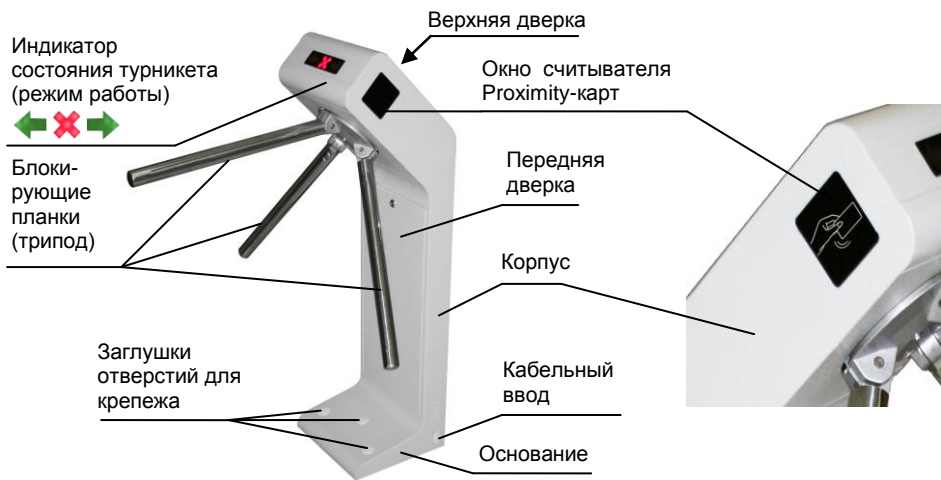 Верхняя дверка
Индикатор
состояния турникета
(режим работы)
Окно считывателя
Proximity-карт
Блоки-
рующие
планки
(трипод)
Передняя
дверка
Корпус
Заглушки
отверстий для
крепежа
Кабельный
ввод
Основание